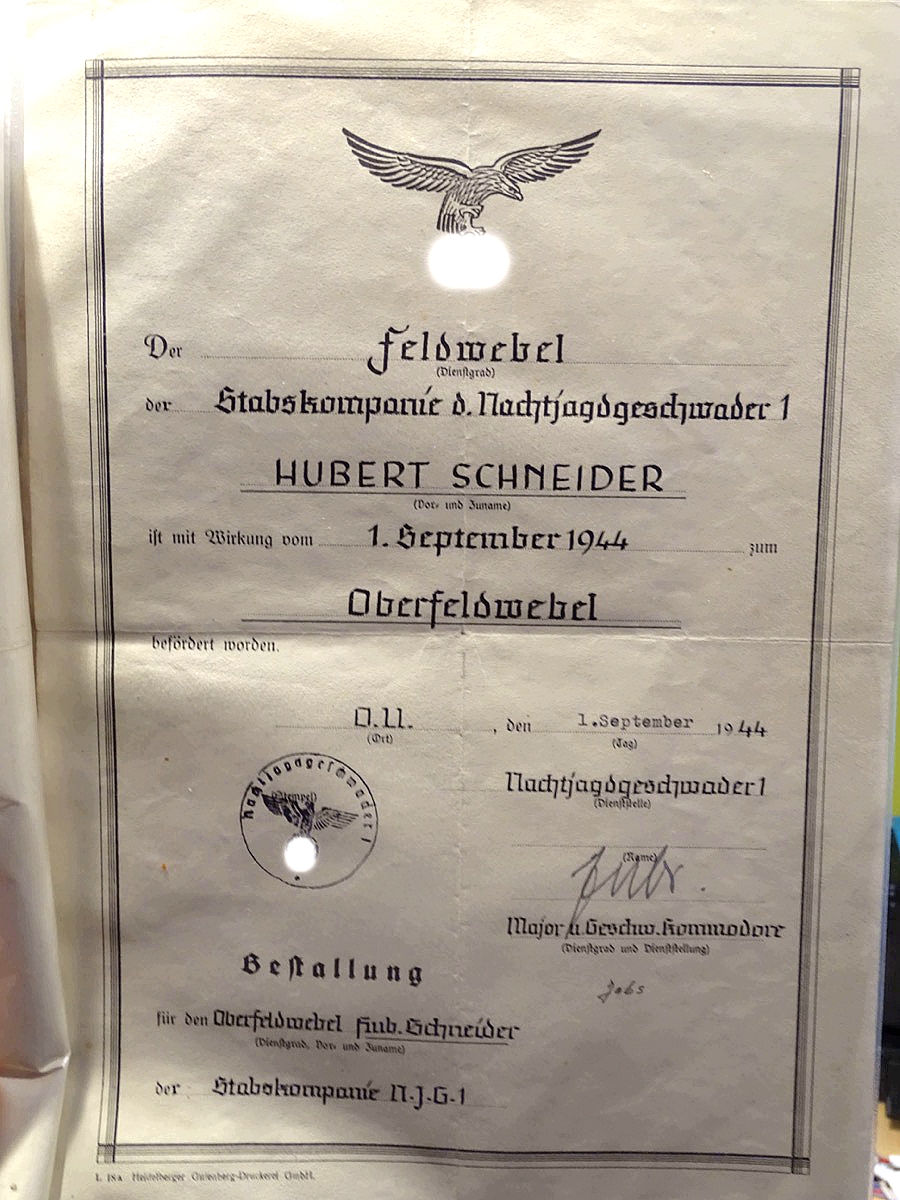 Der Feldwebel
(Dienstgrad)
der Stabskompanie d. Nachtjagdgeschwader 1
HUBERT SCHNEIDER
(Vor- und Zuname)
ist mit Wirkung vom 1. September 1944 zum
Oberfeldwebel
befördert worden.
O.U. , den 1.September 1944
(Ort) (Tag)
Nachtjagdgeschwader 1
(Stempel)
Nachtjagdgeschwader 1
(Dienststelle)
(Name)
Major u. Geschw. Kommodore
(Dienstgrad und Dienststellung)
Jabs
Bestallung
für den Oberfeldwebel Hub. Schneider
(Dienstgrad, Vor- und Zuname)
der Stabskompanie N.J.G.1
L 18a Heidelberger Gutenberg-Druckerei GmbH.